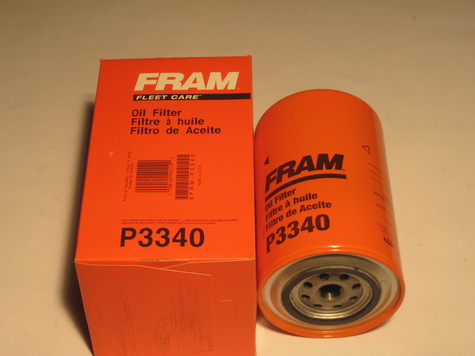 FRAM
FLEET CARE
Oil Filter
Filtre à huile
Filtro de Aceite
P3340
FRAM
Oil Filter
Filtre à huile
Filtro de Aceite
P3340